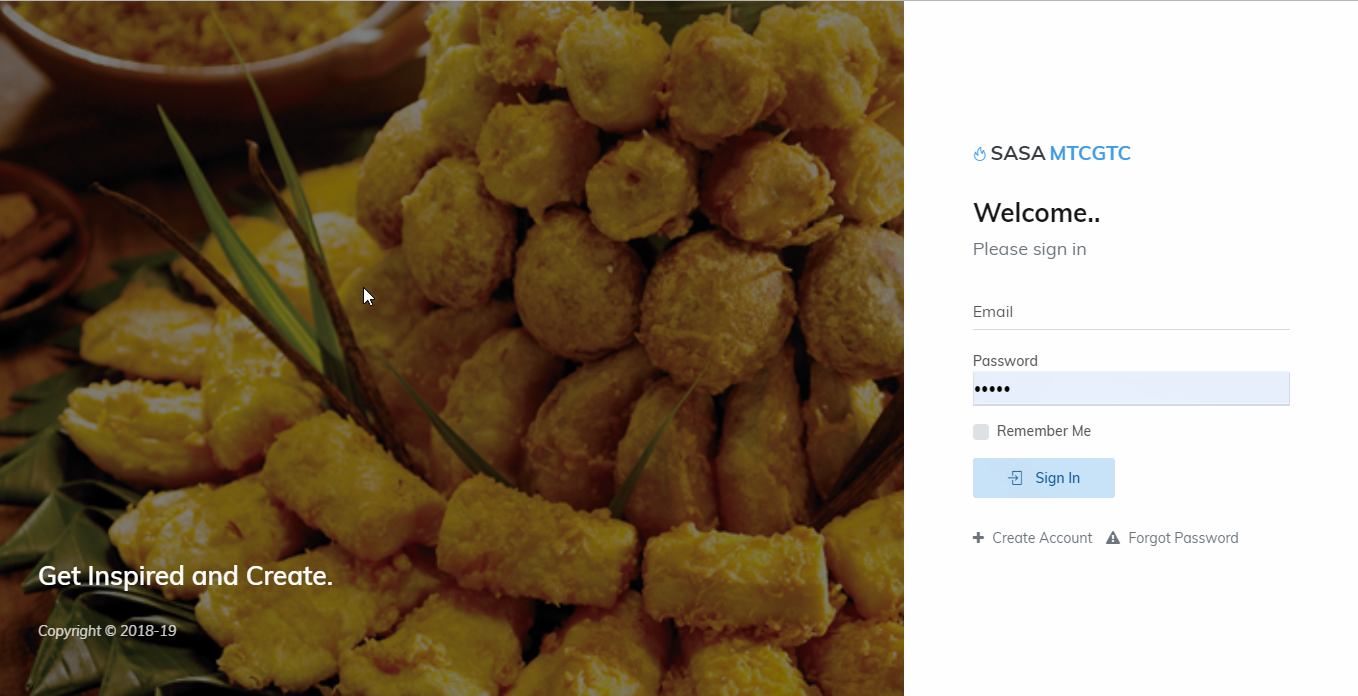 SASA MTCGTC
Welcome..
Please sign in
Email
Password
•••••
Remember Me
Sign In
Create Account Forgot Password
Get Inspired and Create.
Copyright © 2018-19